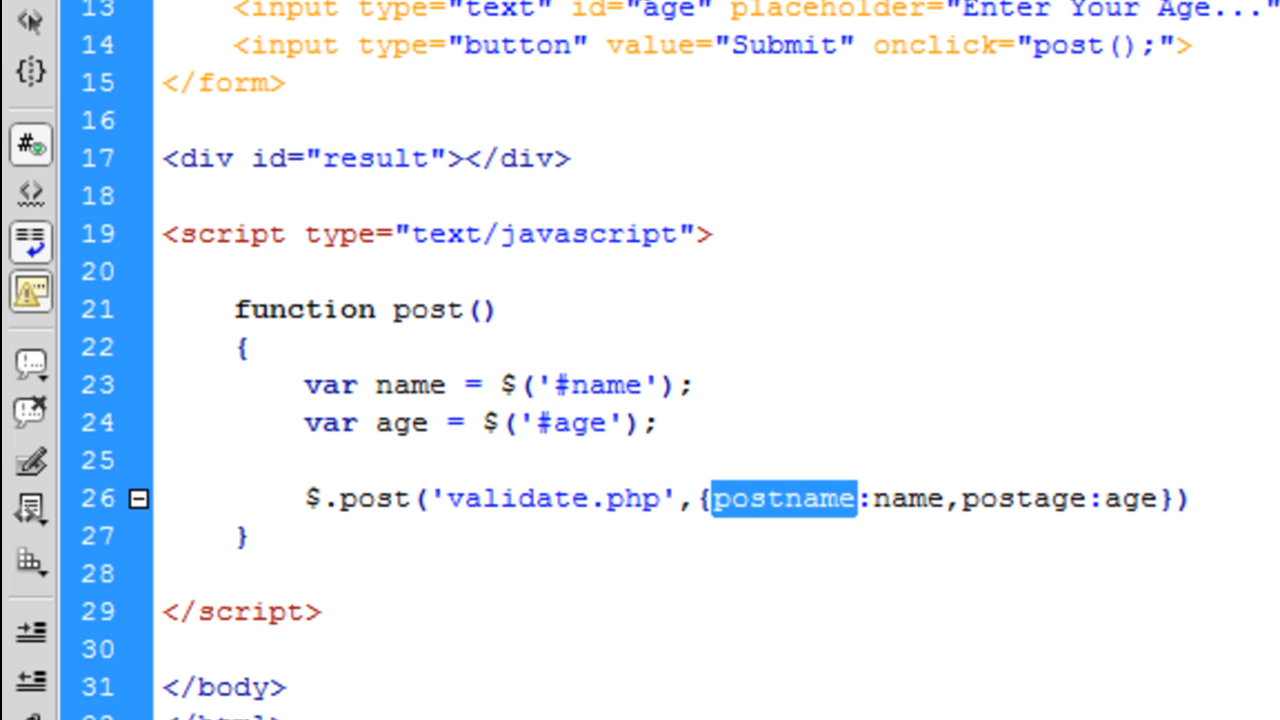 13 <input type="text" id="age" placeholder="Enter Your Age..."
14 <input type="button" value="Submit" onclick="post();">
15 </form>
16
17 <div id="result"></div>
18
19 <script type="text/javascript">
20
21 function post()
22 {
23 var name = $('#name');
24 var age = $('#age');
25
26 $.post('validate.php',{postname:name,postage:age})
27 }
28
29 </script>
30
31 </body>
32 </html>